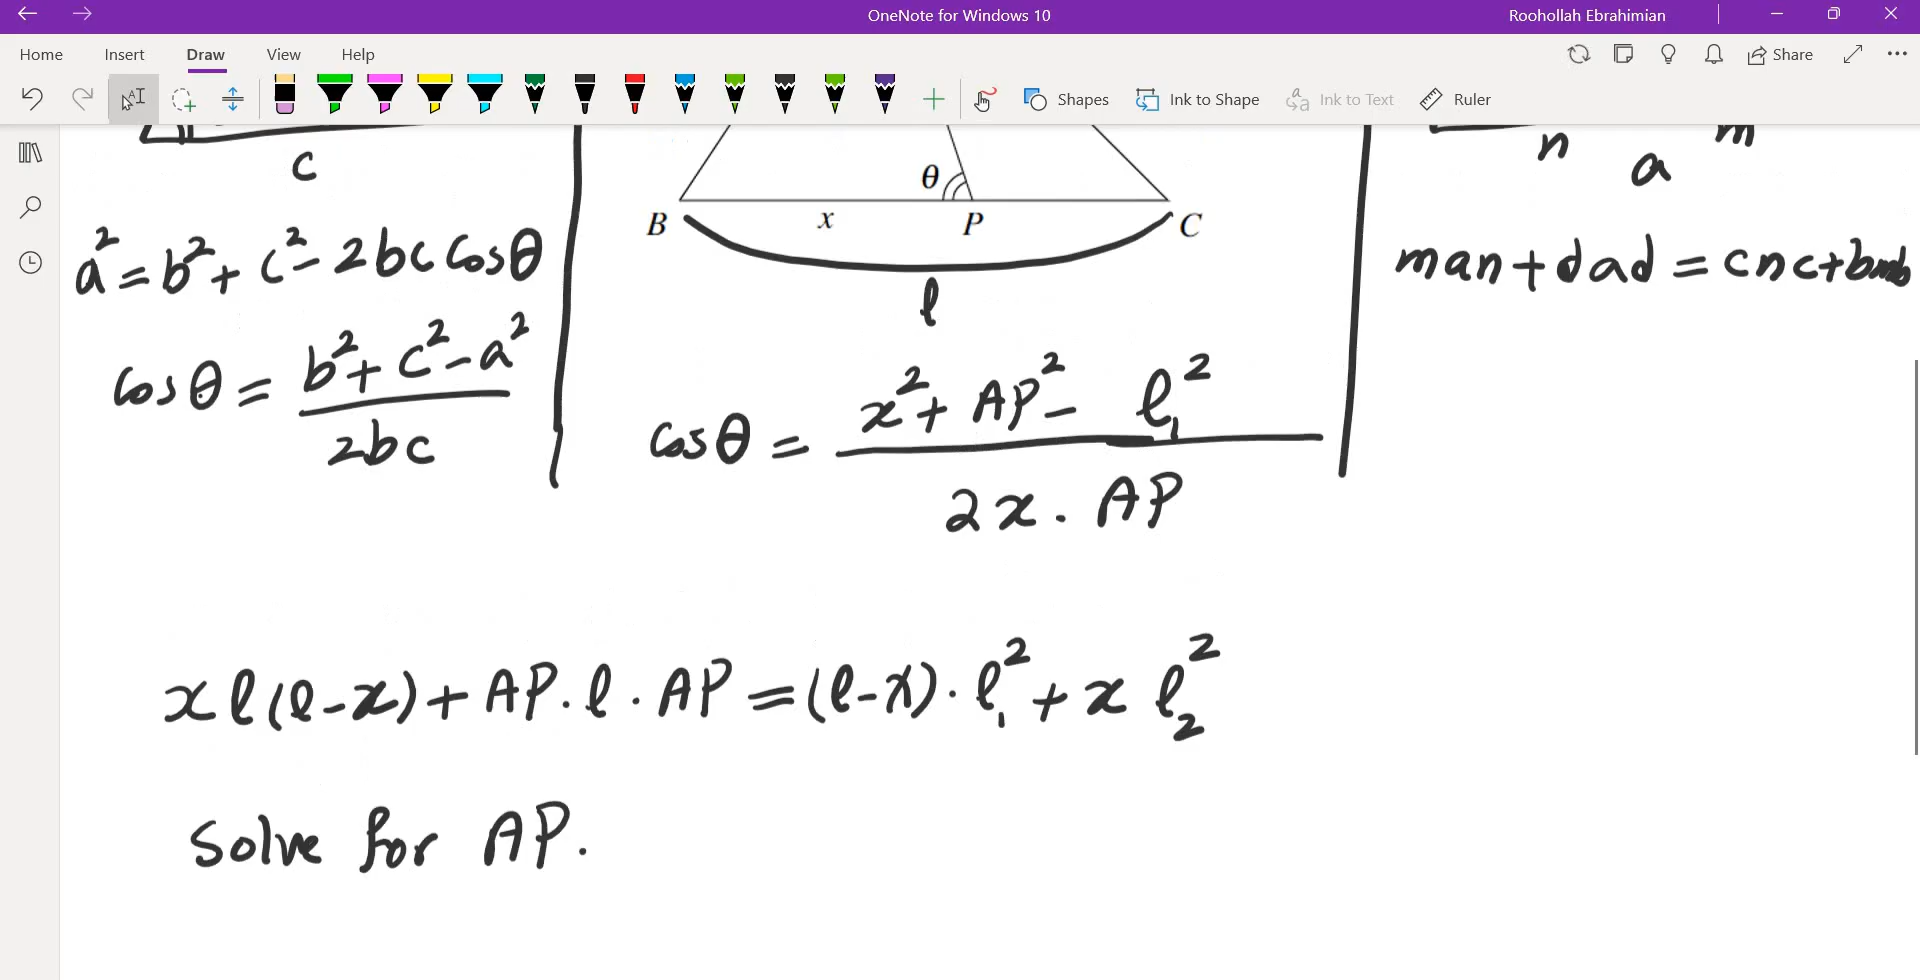 OneNote for Windows 10
Roohollah Ebrahimian
Home Insert Draw View Help
Share
Shapes Ink to Shape Ink to Text Ruler
c
a² = b² + c² - 2bc cosθ
cosθ = (b² + c² - a²) / 2bc
θ
B x P C
l
cosθ = (x² + AP² - l₁²) / 2x · AP
n a m
man + dad = cnc + bmb
x l (l - x) + AP · l · AP = (l - x) · l₁² + x l₂²
Solve for AP.